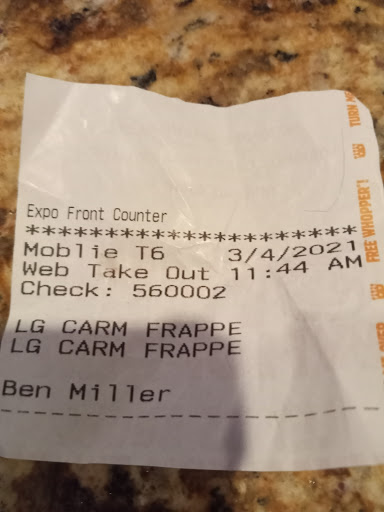 Expo Front Counter
********************
Moblie T6 3/4/2021
Web Take Out 11:44 AM
Check: 560002
LG CARM FRAPPE
LG CARM FRAPPE
Ben Miller
TURN
FREE WHOPPER!